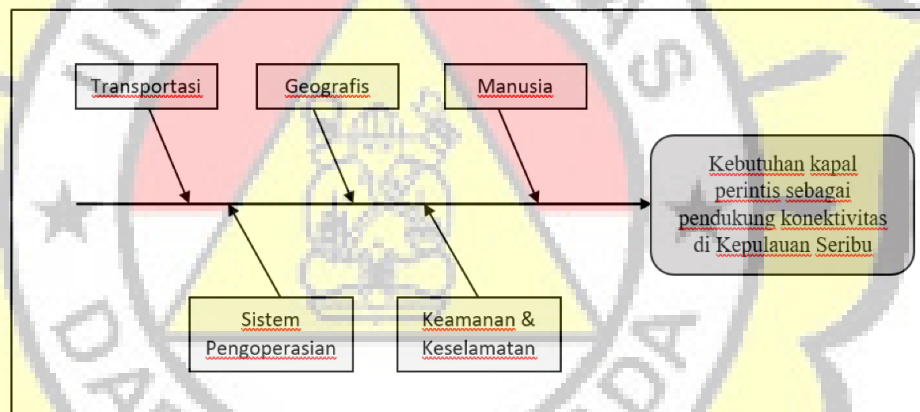 Transportasi
Geografis
Manusia
Kebutuhan kapal
perintis sebagai
pendukung konektivitas
di Kepulauan Seribu
Sistem
Pengoperasian
Keamanan &
Keselamatan